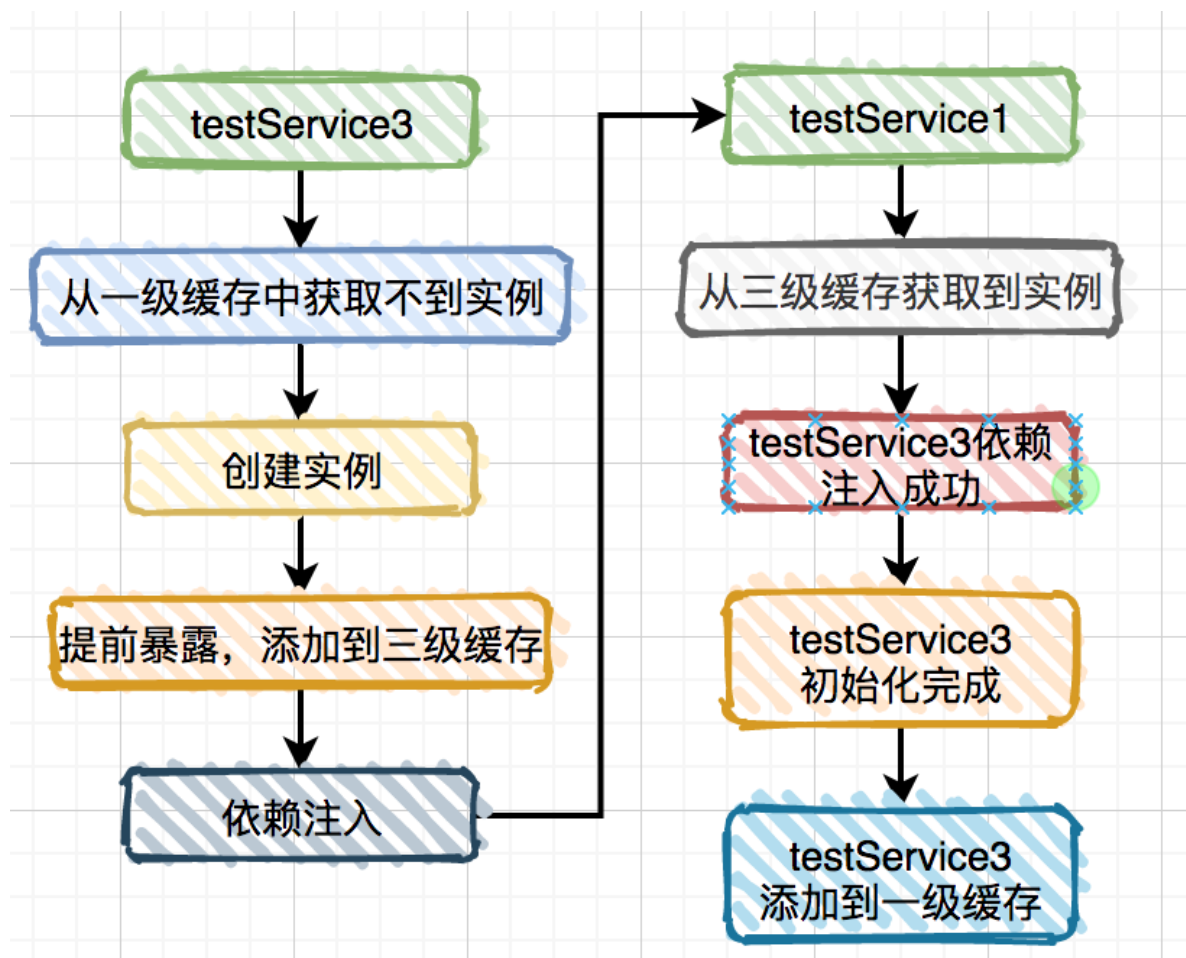 testService3
从一级缓存中获取不到实例
创建实例
提前暴露，添加到三级缓存
依赖注入
testService1
从三级缓存获取到实例
testService3依赖
注入成功
testService3
初始化完成
testService3
添加到一级缓存